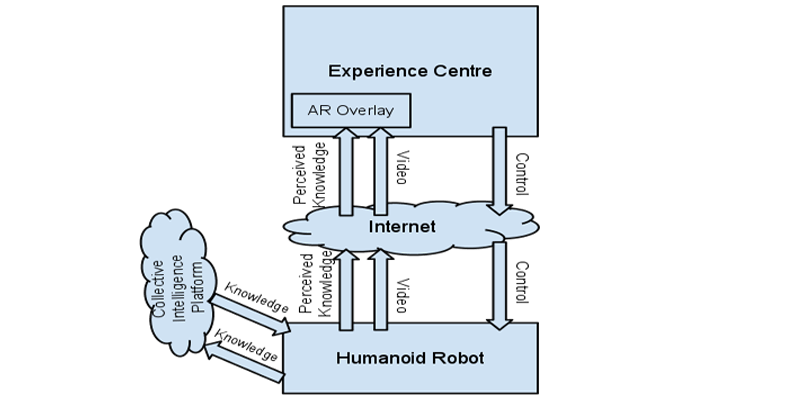 Experience Centre
AR Overlay
Perceived
Knowledge
Video
Control
Internet
Perceived
Knowledge
Video
Control
Collective
Intelligence
Platform
Knowledge
Knowledge
Humanoid Robot